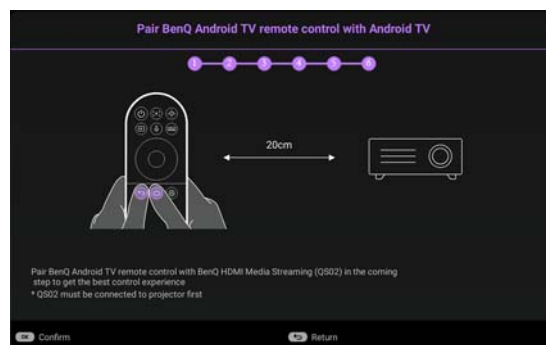 Pair BenQ Android TV remote control with Android TV
1 2 3 4 5 6
20cm
Pair BenQ Android TV remote control with BenQ HDMI Media Streaming (QS02) in the coming
step to get the best control experience
* QS02 must be connected to projector first
OK Confirm Return